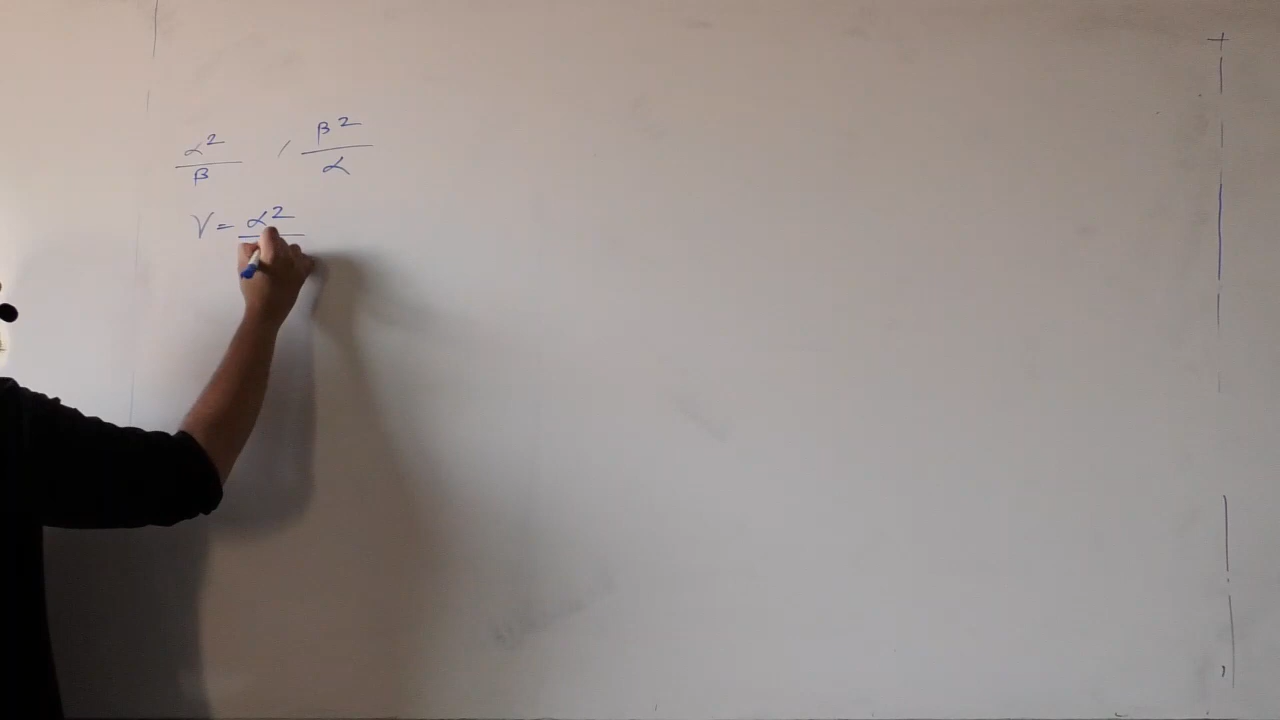 α²/β , β²/α
γ = α²